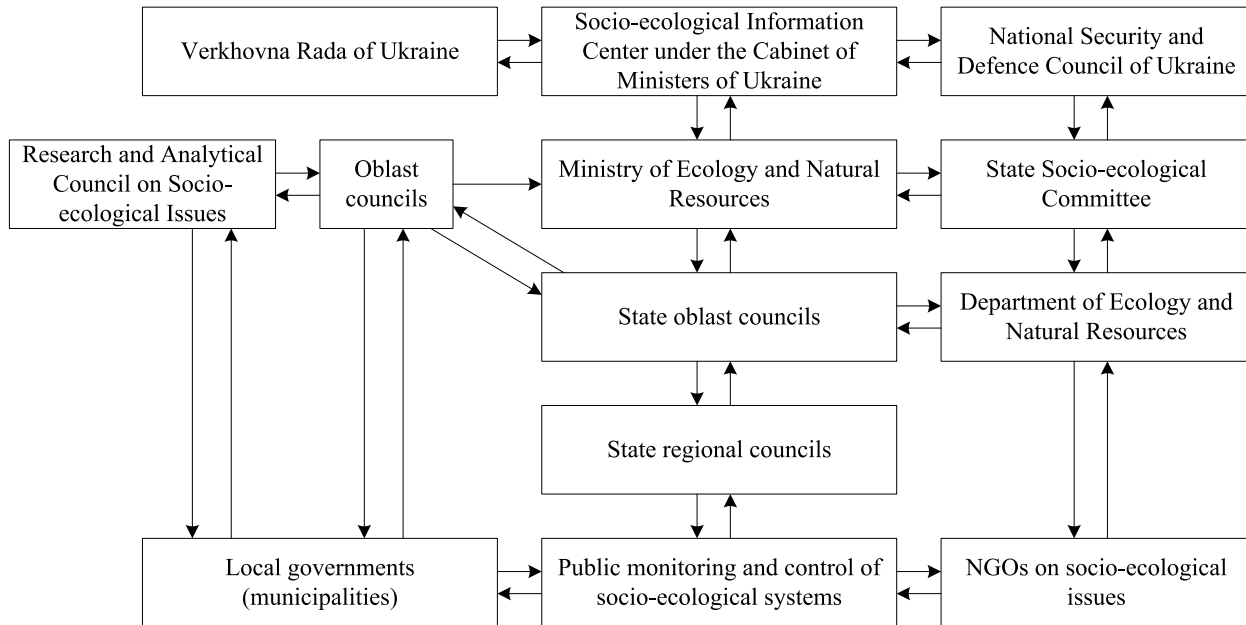 Verkhovna Rada of Ukraine
Socio-ecological Information
Center under the Cabinet of
Ministers of Ukraine
National Security and
Defence Council of Ukraine
Research and Analytical
Council on Socio-
ecological Issues
Oblast
councils
Ministry of Ecology and Natural
Resources
State Socio-ecological
Committee
State oblast councils
Department of Ecology and
Natural Resources
State regional councils
Local governments
(municipalities)
Public monitoring and control of
socio-ecological systems
NGOs on socio-ecological
issues